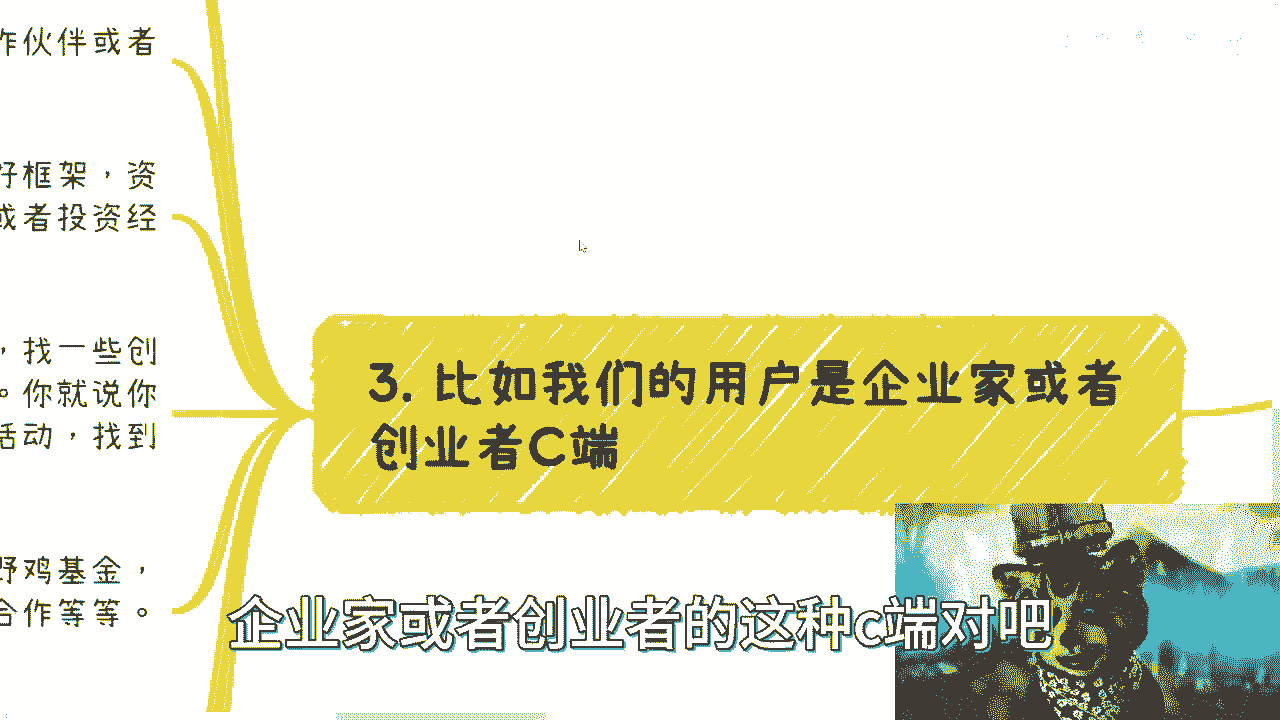 作伙伴或者
好框架，资
或者投资经
，找一些创
。你就说你
活动，找到
野鸡基金，
合作等等。
3. 比如我们的用户是企业家或者
创业者C端
企业家或者创业者的这种c端对吧